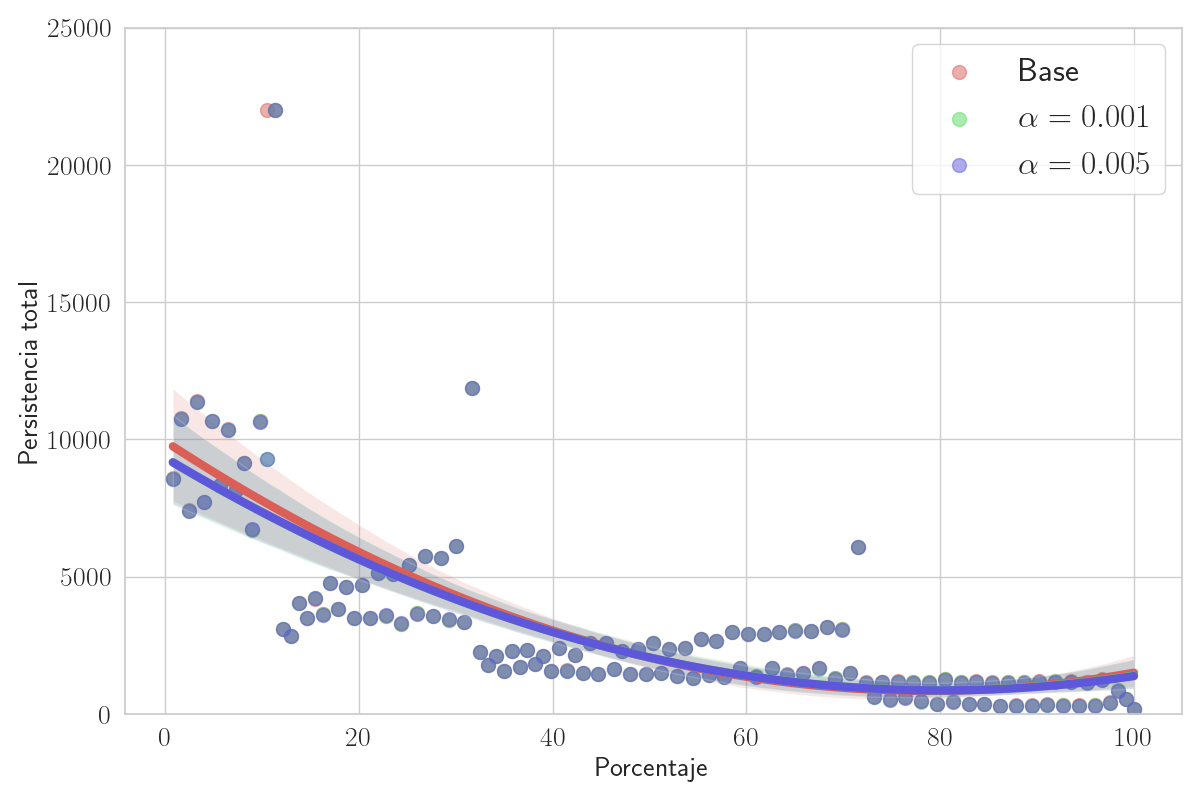 25000
20000
15000
10000
5000
0
Persistencia total
0
20
40
60
80
100
Porcentaje
Base
α = 0.001
α = 0.005